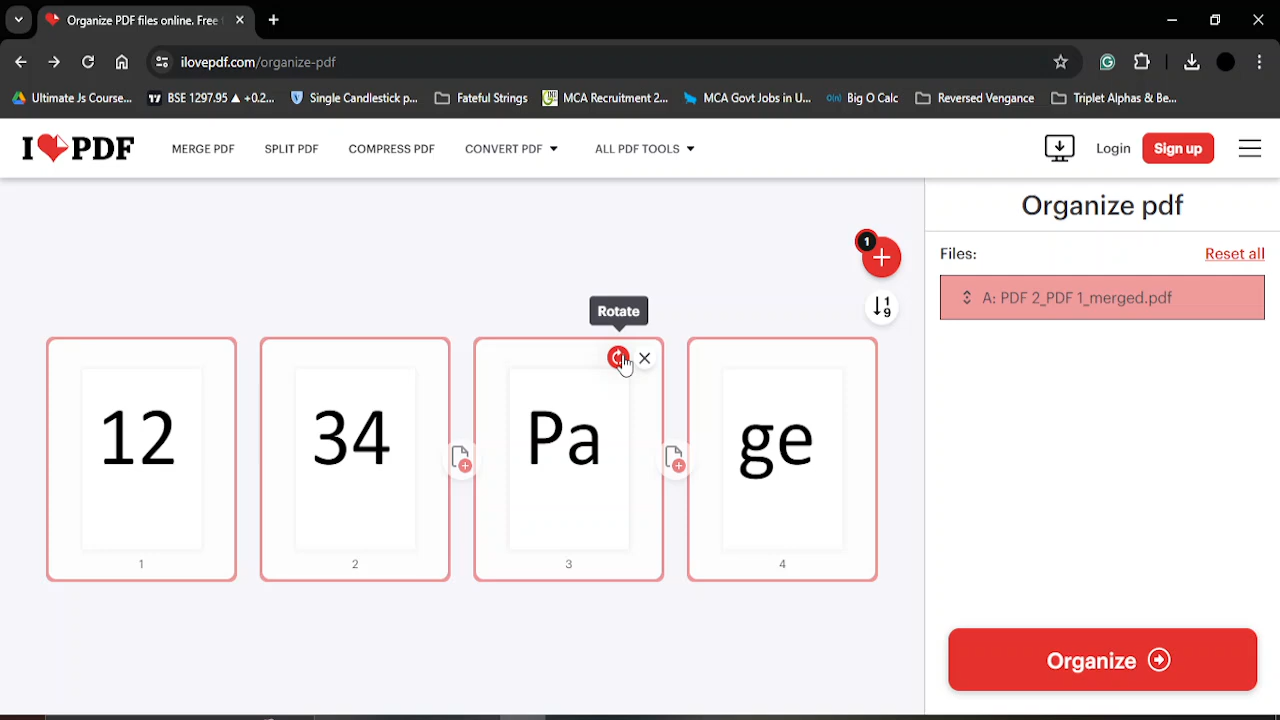 Organize PDF files online. Free
ilovepdf.com/organize-pdf
Ultimate Js Course...
BSE 1297.95 ▲ +0.2...
Single Candlestick p...
Fateful Strings
MCA Recruitment 2...
MCA Govt Jobs in U...
O(n) Big O Calc
Reversed Vengance
Triplet Alphas & Be...
I PDF
MERGE PDF
SPLIT PDF
COMPRESS PDF
CONVERT PDF
ALL PDF TOOLS
Login
Sign up
Organize pdf
Files:
Reset all
A: PDF 2_PDF 1_merged.pdf
1
1
9
Rotate
12
34
Pa
ge
1
2
3
4
Organize